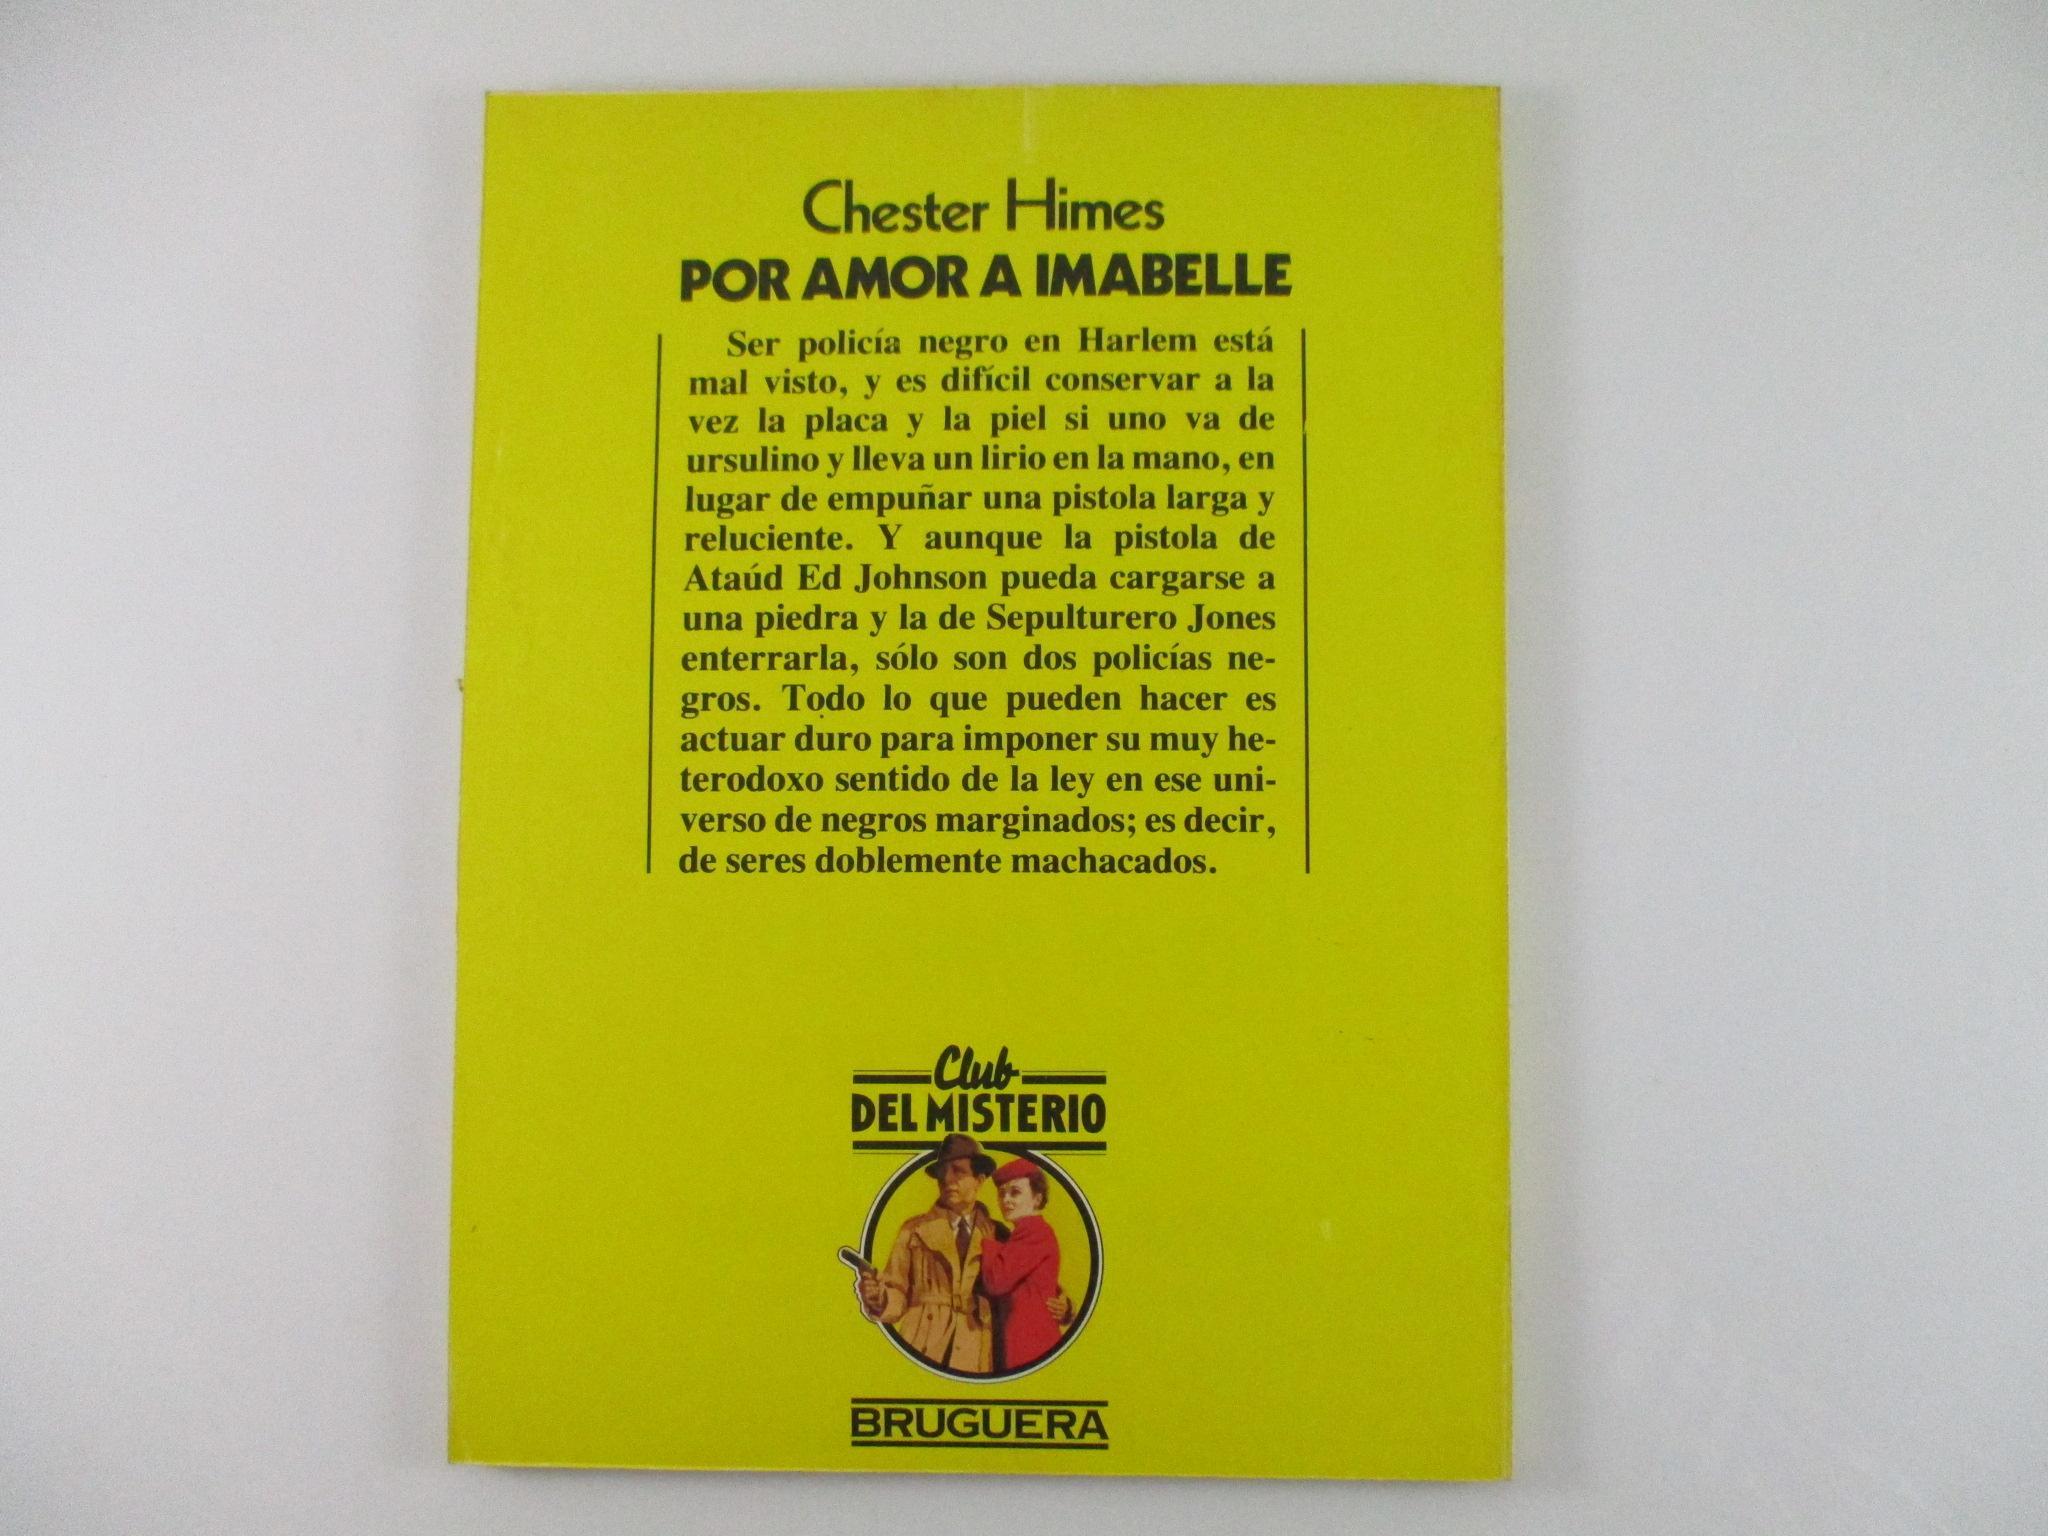 Chester Himes
POR AMOR A IMABELLE
Ser policía negro en Harlem está
mal visto, y es difícil conservar a la
vez la placa y la piel si uno va de
ursulino y lleva un lirio en la mano, en
lugar de empuñar una pistola larga y
reluciente. Y aunque la pistola de
Ataúd Ed Johnson pueda cargarse a
una piedra y la de Sepulturero Jones
enterrarla, sólo son dos policías ne-
gros. Todo lo que pueden hacer es
actuar duro para imponer su muy he-
terodoxo sentido de la ley en ese uni-
verso de negros marginados; es decir,
de seres doblemente machacados.
Club
DEL MISTERIO
BRUGUERA